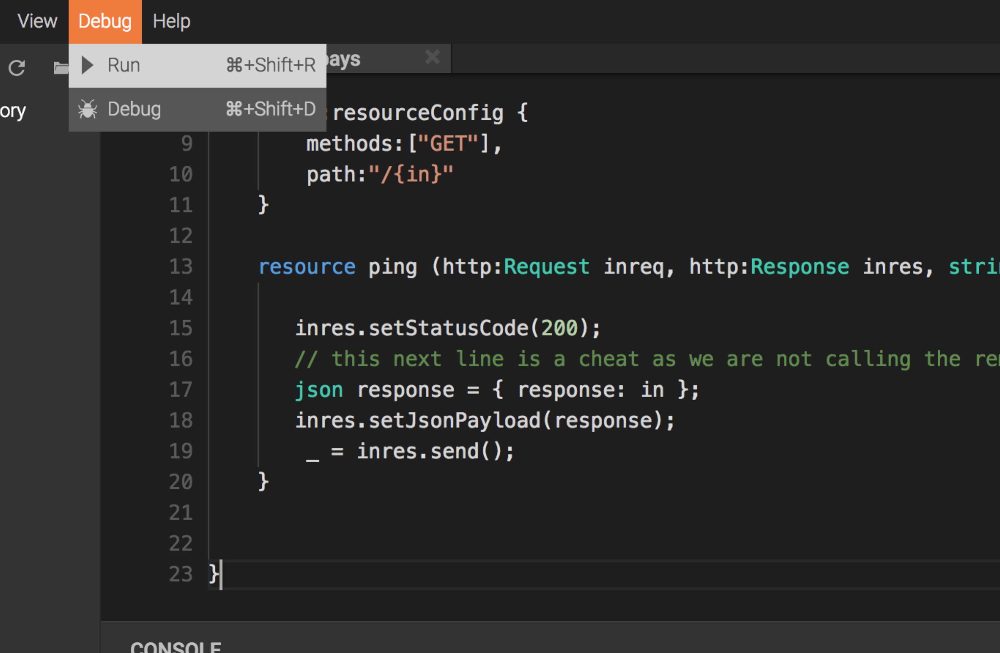 View Debug Help
Run ⌘+Shift+R
ays
Debug ⌘+Shift+D
ory
:resourceConfig {
9 methods:["GET"],
10 path:"/{in}"
11 }
12
13 resource ping (http:Request inreq, http:Response inres, strin
14
15 inres.setStatusCode(200);
16 // this next line is a cheat as we are not calling the
17 json response = { response: in };
18 inres.setJsonPayload(response);
19 _ = inres.send();
20 }
21
22
23 }
CONSOLE